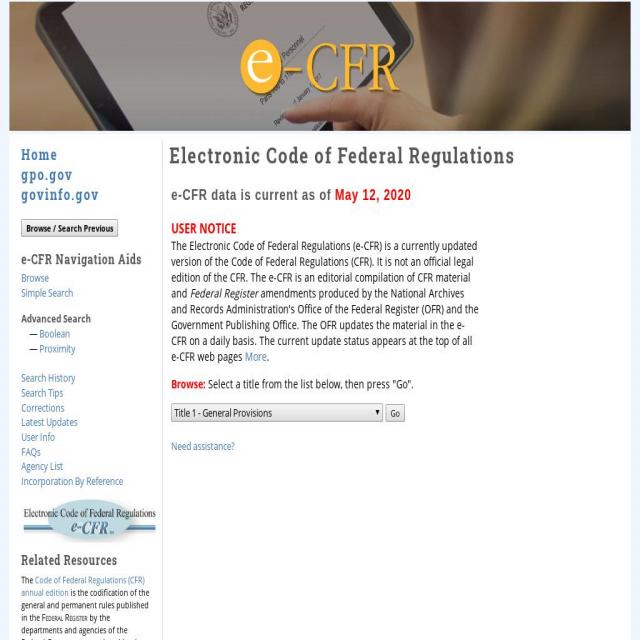 e-CFR
Home
gpo.gov
govinfo.gov
Browse / Search Previous
e-CFR Navigation Aids
Browse
Simple Search
Advanced Search
— Boolean
— Proximity
Search History
Search Tips
Corrections
Latest Updates
User Info
FAQs
Agency List
Incorporation By Reference
Electronic Code of Federal Regulations
e-CFR
Related Resources
The Code of Federal Regulations (CFR)
annual edition is the codification of the
general and permanent rules published
in the Federal Register by the
departments and agencies of the
Electronic Code of Federal Regulations
e-CFR data is current as of May 12, 2020
USER NOTICE
The Electronic Code of Federal Regulations (e-CFR) is a currently updated
version of the Code of Federal Regulations (CFR). It is not an official legal
edition of the CFR. The e-CFR is an editorial compilation of CFR material
and Federal Register amendments produced by the National Archives
and Records Administration's Office of the Federal Register (OFR) and the
Government Publishing Office. The OFR updates the material in the e-
CFR on a daily basis. The current update status appears at the top of all
e-CFR web pages More.
Browse: Select a title from the list below, then press "Go".
Title 1 - General Provisions
Go
Need assistance?